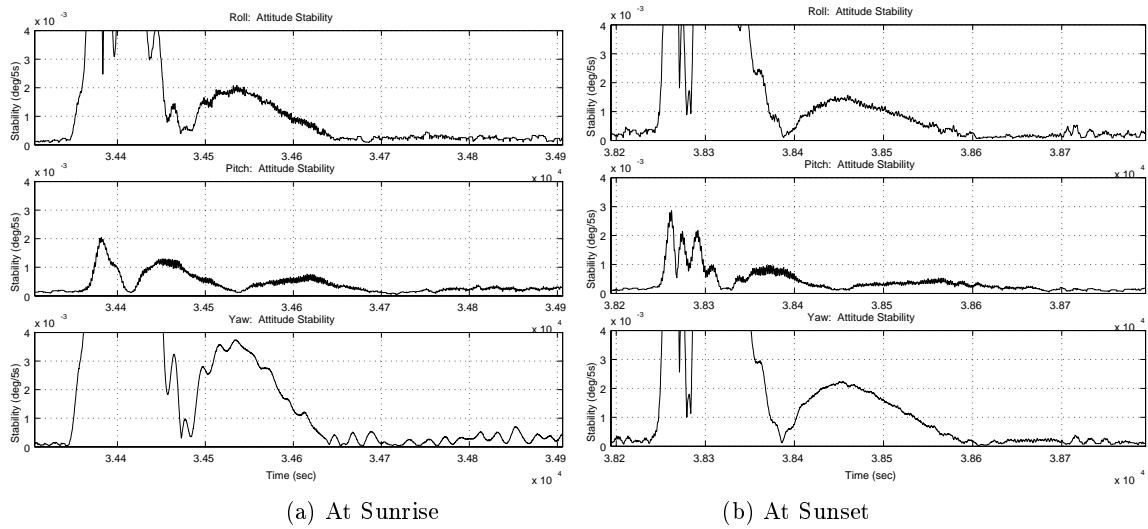 Roll: Attitude Stability
x 10 -3
Stability (deg/5s)
4
3
2
1
0
3.44 3.45 3.46 3.47 3.48 3.49
x 10 4
Pitch: Attitude Stability
x 10 -3
Stability (deg/5s)
4
3
2
1
0
3.44 3.45 3.46 3.47 3.48 3.49
x 10 4
Yaw: Attitude Stability
x 10 -3
Stability (deg/5s)
4
3
2
1
0
3.44 3.45 3.46 3.47 3.48 3.49
Time (sec)
x 10 4
(a) At Sunrise
Roll: Attitude Stability
x 10 -3
Stability (deg/5s)
4
3
2
1
0
3.82 3.83 3.84 3.85 3.86 3.87
x 10 4
Pitch: Attitude Stability
x 10 -3
Stability (deg/5s)
4
3
2
1
0
3.82 3.83 3.84 3.85 3.86 3.87
x 10 4
Yaw: Attitude Stability
x 10 -3
Stability (deg/5s)
4
3
2
1
0
3.82 3.83 3.84 3.85 3.86 3.87
Time (sec)
x 10 4
(b) At Sunset